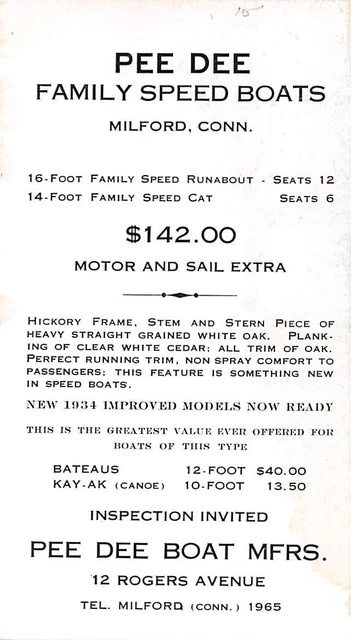 PEE DEE
FAMILY SPEED BOATS
MILFORD, CONN.
16-FOOT FAMILY SPEED RUNABOUT - SEATS 12
14-FOOT FAMILY SPEED CAT SEATS 6
$142.00
MOTOR AND SAIL EXTRA
HICKORY FRAME, STEM AND STERN PIECE OF
HEAVY STRAIGHT GRAINED WHITE OAK. PLANK-
ING OF CLEAR WHITE CEDAR; ALL TRIM OF OAK.
PERFECT RUNNING TRIM, NON SPRAY COMFORT TO
PASSENGERS; THIS FEATURE IS SOMETHING NEW
IN SPEED BOATS.
NEW 1934 IMPROVED MODELS NOW READY
THIS IS THE GREATEST VALUE EVER OFFERED FOR
BOATS OF THIS TYPE
BATEAUS 12-FOOT $40.00
KAY-AK (CANOE) 10-FOOT 13.50
INSPECTION INVITED
PEE DEE BOAT MFRS.
12 ROGERS AVENUE
TEL. MILFORD (CONN.) 1965